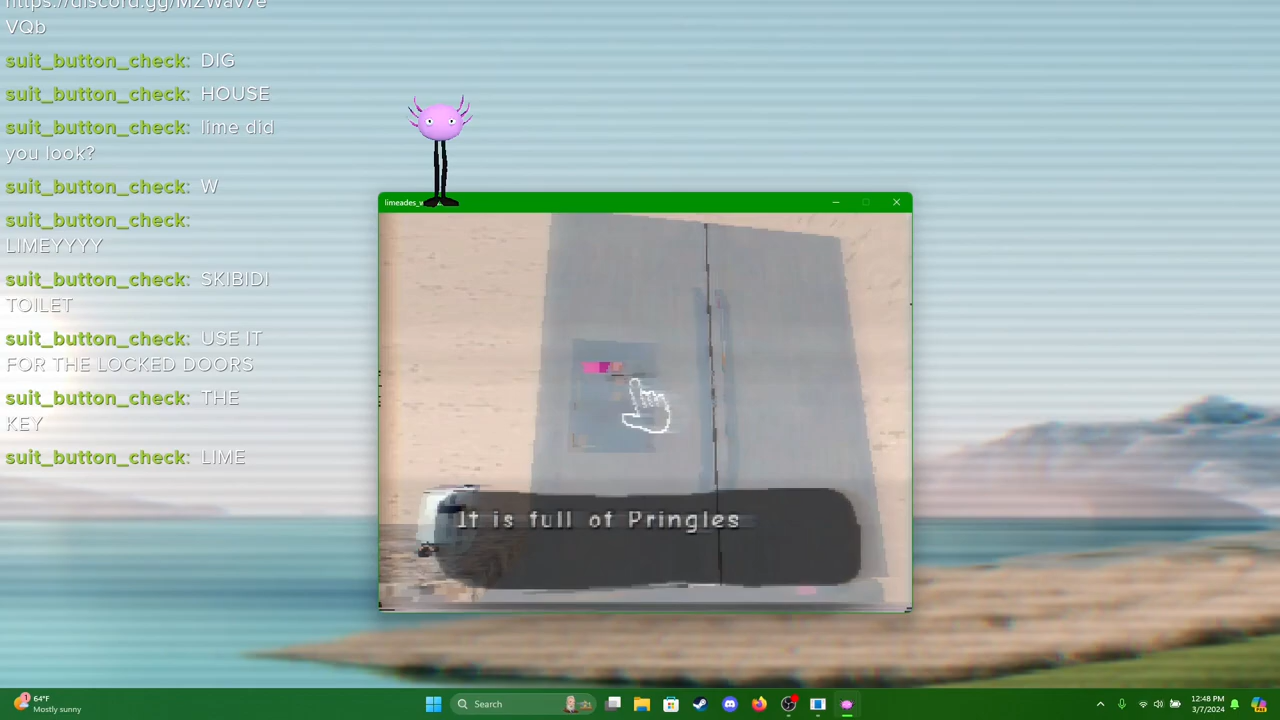 https://discord.gg/MZWav7e
VQb
suit_button_check: DIG
suit_button_check: HOUSE
suit_button_check: lime did
you look?
suit_button_check: W
suit_button_check:
LIMEYYYY
suit_button_check: SKIBIDI
TOILET
suit_button_check: USE IT
FOR THE LOCKED DOORS
suit_button_check: THE
KEY
suit_button_check: LIME
It is full of Pringles
64°F
Mostly sunny
Search
12:48 PM
3/7/2024